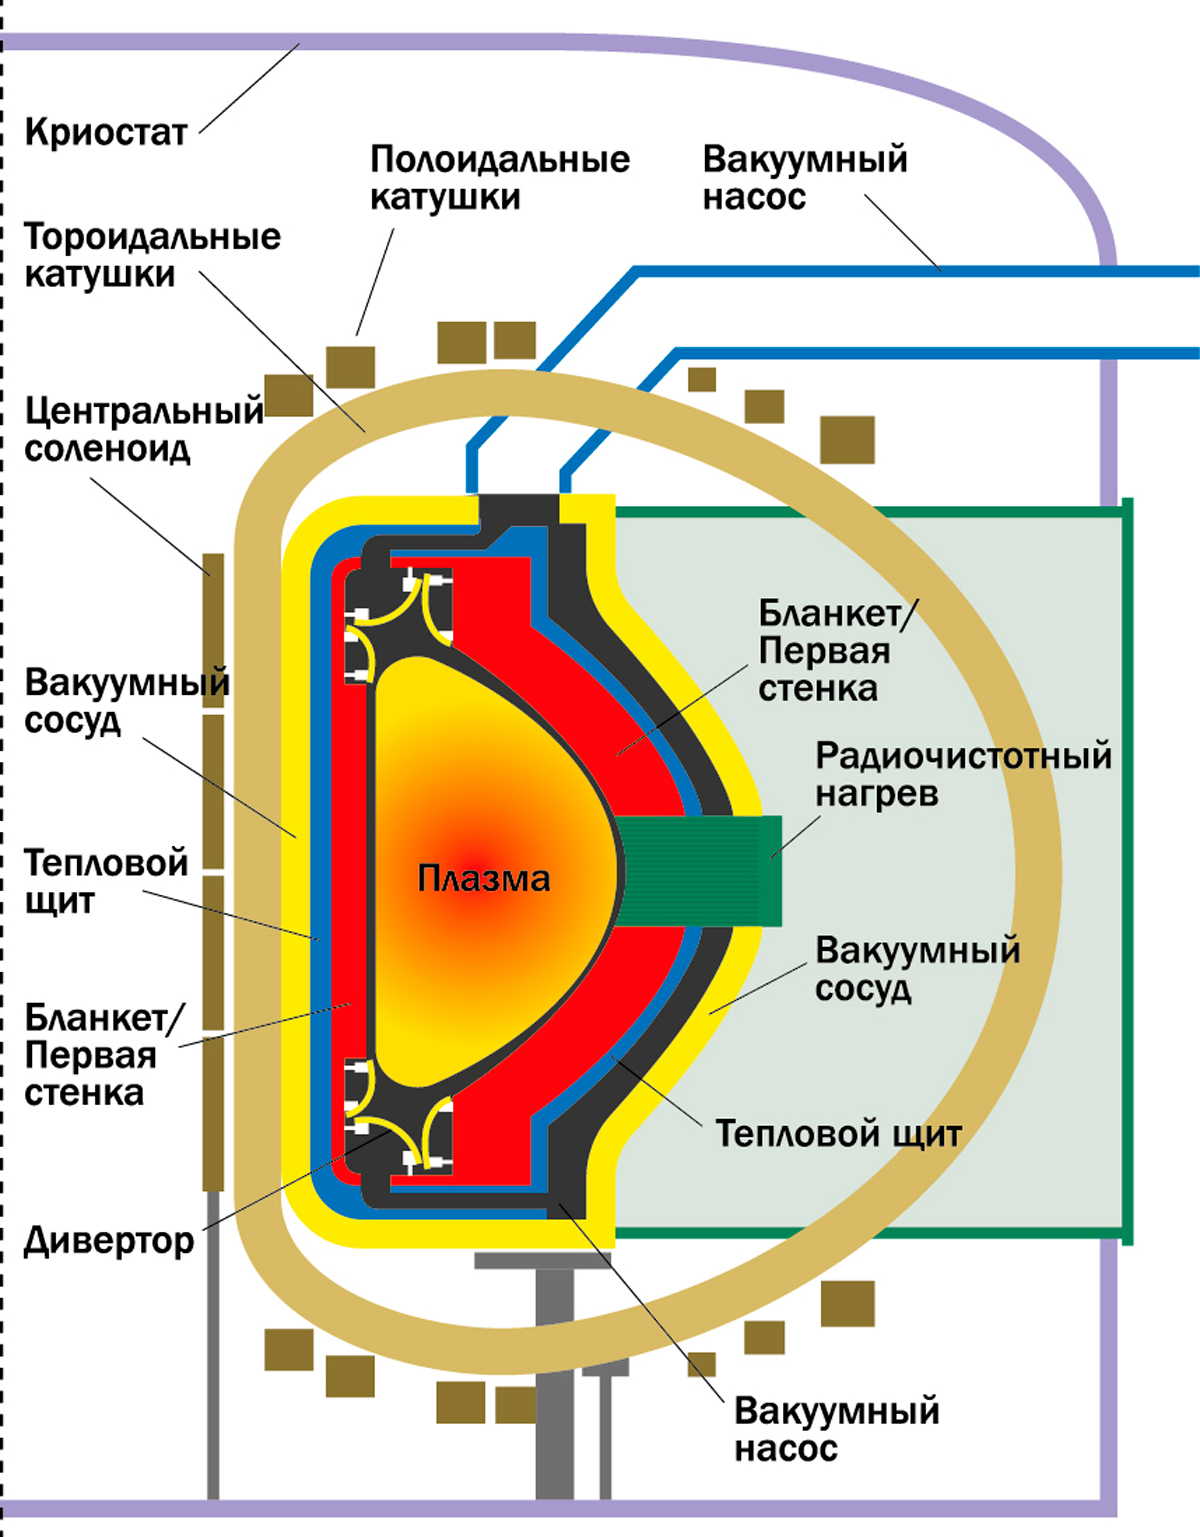 Криостат
Полоидальные
катушки
Вакуумный
насос
Тороидальные
катушки
Центральный
соленоид
Бланкет/
Первая
стенка
Вакуумный
сосуд
Радиочистотный
нагрев
Тепловой
щит
Плазма
Вакуумный
сосуд
Бланкет/
Первая
стенка
Тепловой щит
Дивертор
Вакуумный
насос